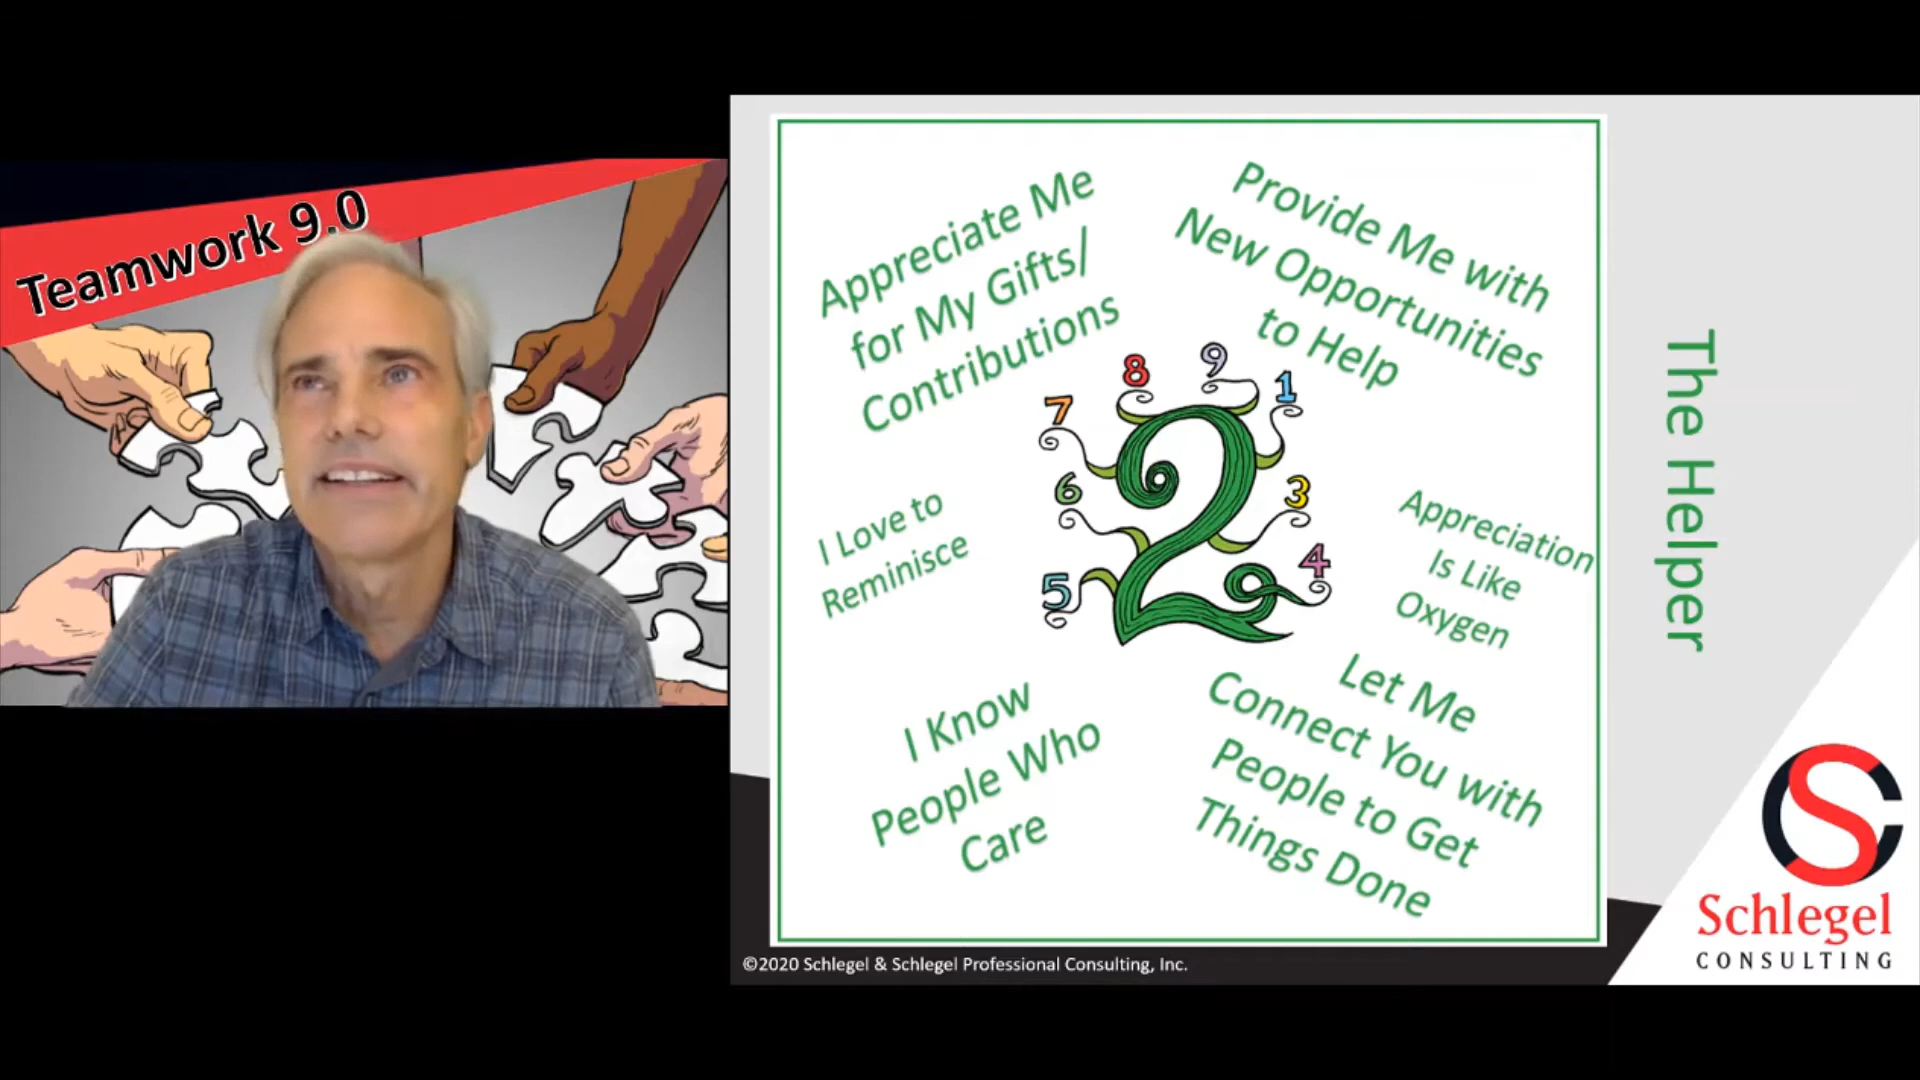 Teamwork 9.0
Appreciate Me
for My Gifts/
Contributions
Provide Me with
New Opportunities
to Help
7
8
9
1
6
2
3
5
4
I Love to
Reminisce
Appreciation
Is Like
Oxygen
I Know
People Who
Care
Let Me
Connect You with
People to Get
Things Done
The Helper
SC
Schlegel
CONSULTING
©2020 Schlegel & Schlegel Professional Consulting, Inc.